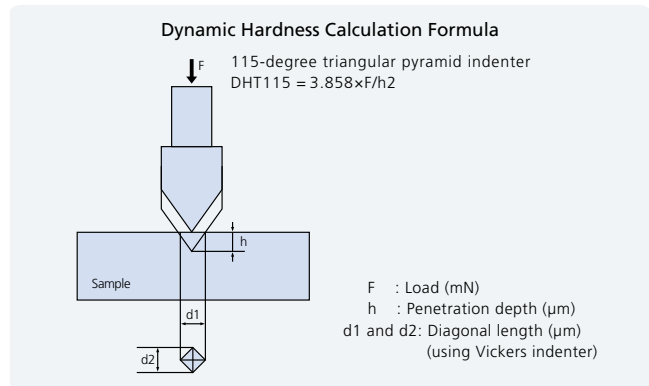 Dynamic Hardness Calculation Formula
F
115-degree triangular pyramid indenter
DHT115 = 3.858×F/h2
h
Sample
d1
d2
F : Load (mN)
h : Penetration depth (μm)
d1 and d2: Diagonal length (μm)
(using Vickers indenter)